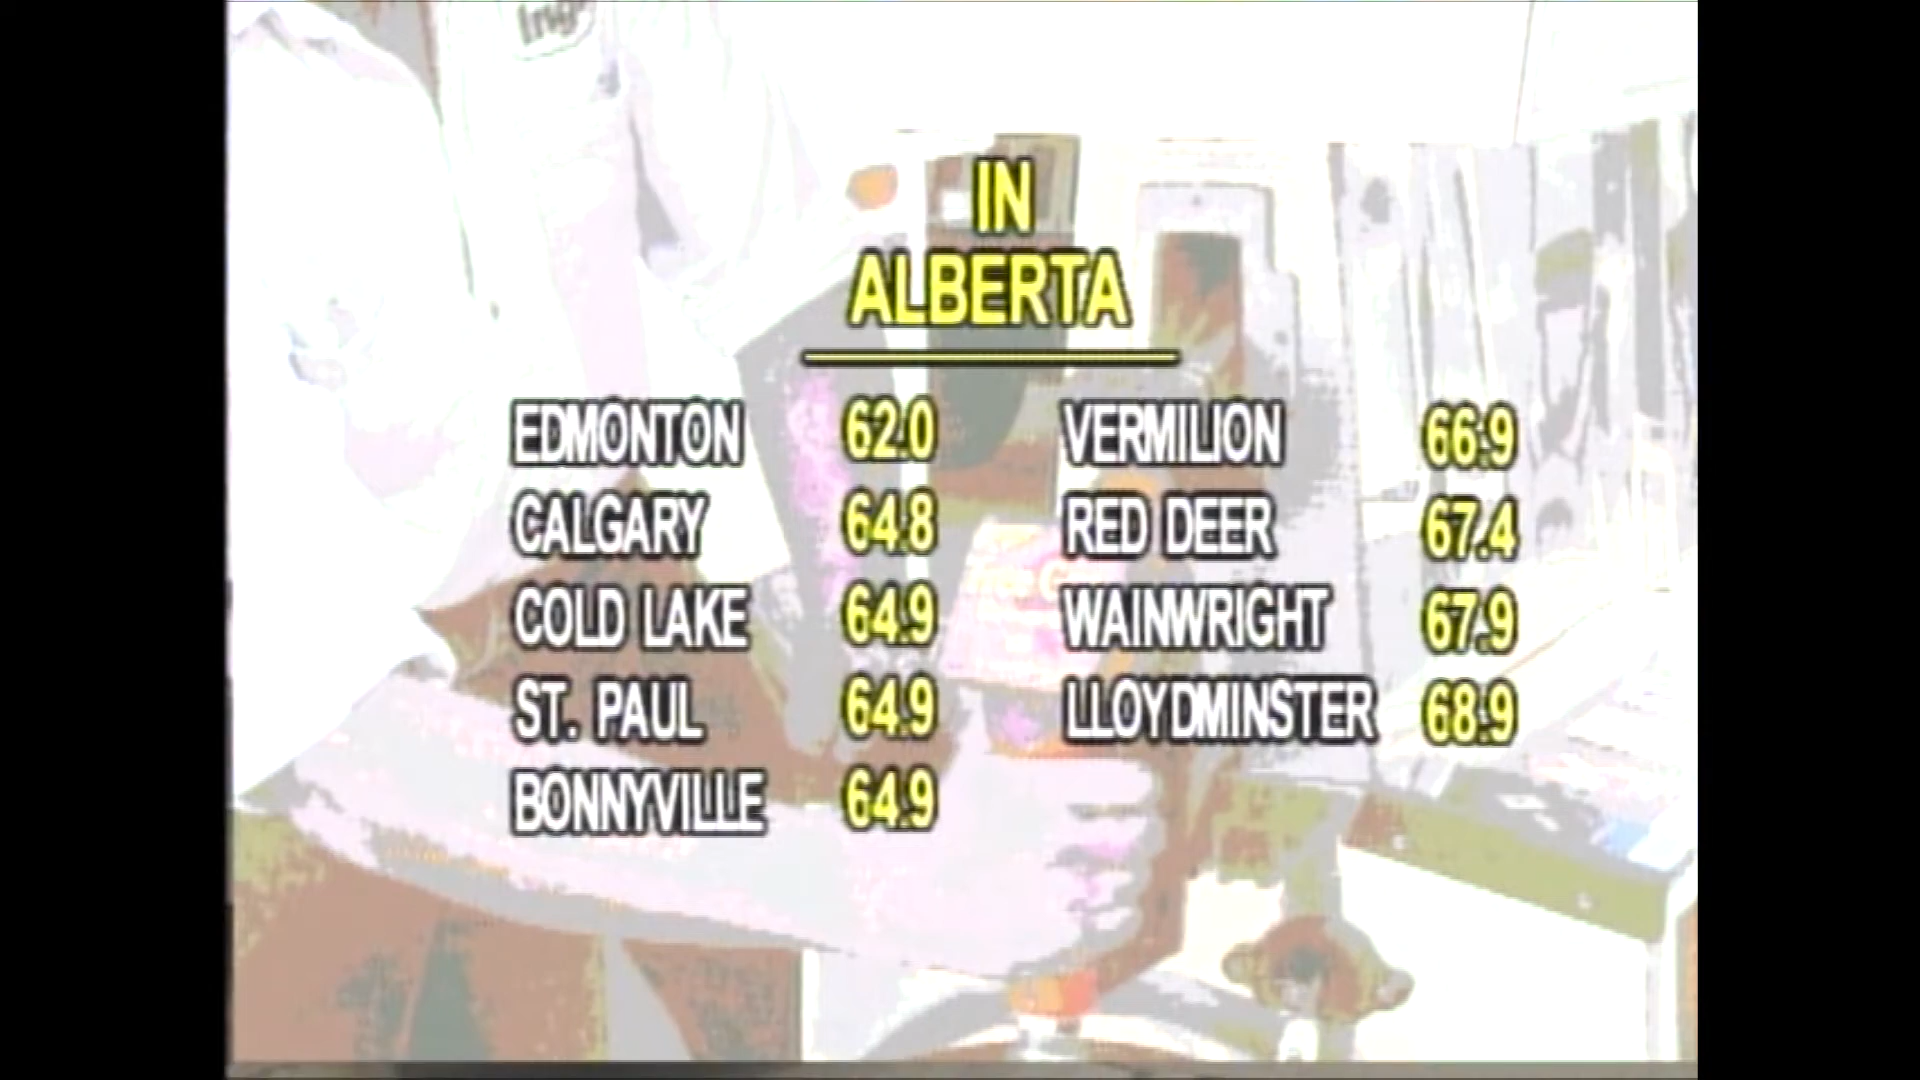 IN
ALBERTA
EDMONTON 62.0 VERMILION 66.9
CALGARY 64.8 RED DEER 67.4
COLD LAKE 64.9 WAINWRIGHT 67.9
ST. PAUL 64.9 LLOYDMINSTER 68.9
BONNYVILLE 64.9